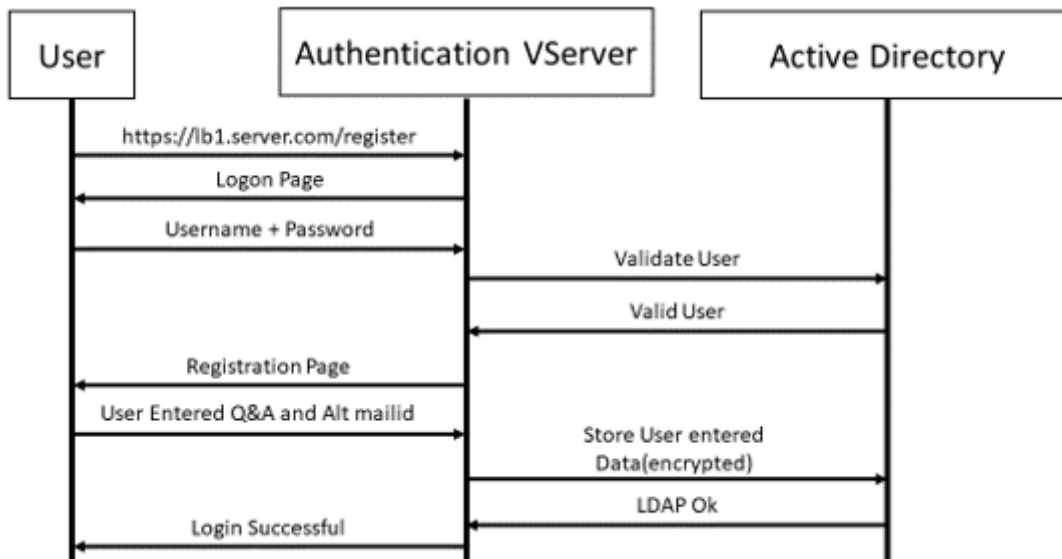 User
Authentication VServer
Active Directory
https://lb1.server.com/register
Logon Page
Username + Password
Validate User
Valid User
Registration Page
User Entered Q&A and Alt mailid
Store User entered
Data(encrypted)
LDAP Ok
Login Successful